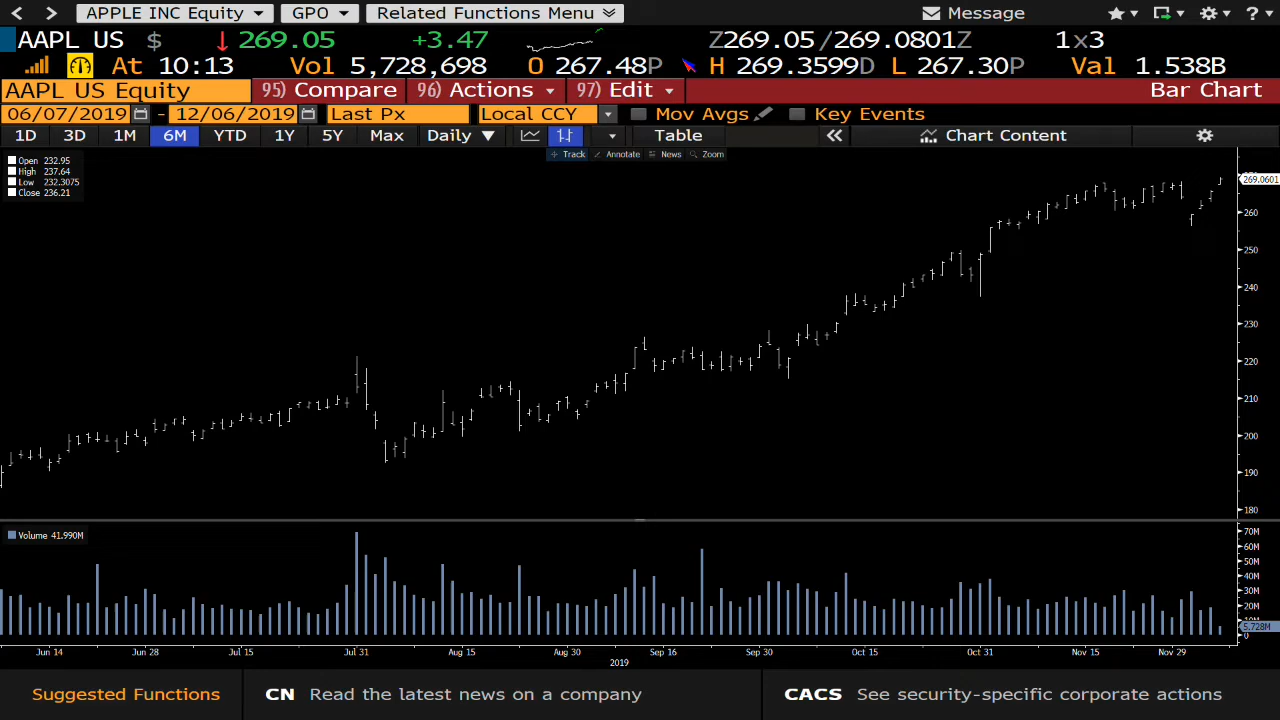 APPLE INC Equity GPO Related Functions Menu Message ?
AAPL US $ ↓ 269.05 +3.47 Z269.05/269.0801Z 1x3
At 10:13 Vol 5,728,698 O 267.48P H 269.3599D L 267.30P Val 1.538B
AAPL US Equity 95) Compare 96) Actions 97) Edit Bar Chart
06/07/2019 - 12/06/2019 Last Px Local CCY Mov Avgs Key Events
1D 3D 1M 6M YTD 1Y 5Y Max Daily Table Chart Content
Track Annotate News Zoom
Open 232.95
High 237.64
Low 232.3075
Close 236.21
269.0601
260
250
240
230
220
210
200
190
180
Volume 41.990M
70M
60M
50M
40M
30M
20M
10M
5.728M
0
Jun 14 Jun 28 Jul 15 Jul 31 Aug 15 Aug 30 Sep 16 Sep 30 Oct 15 Oct 31 Nov 15 Nov 29
2019
Suggested Functions CN Read the latest news on a company CACS See security-specific corporate actions